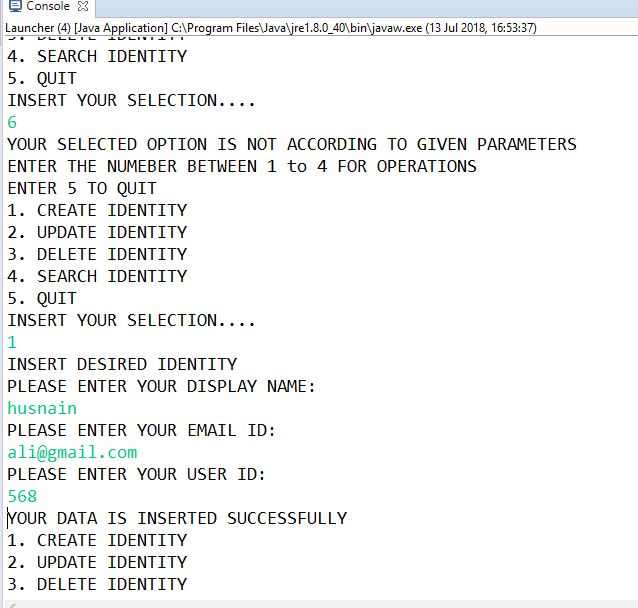 Console
Launcher (4) [Java Application] C:\Program Files\Java\jre1.8.0_40\bin\javaw.exe (13 Jul 2018, 16:53:37)
3. DELETE IDENTITY
4. SEARCH IDENTITY
5. QUIT
INSERT YOUR SELECTION....
6
YOUR SELECTED OPTION IS NOT ACCORDING TO GIVEN PARAMETERS
ENTER THE NUMEBER BETWEEN 1 to 4 FOR OPERATIONS
ENTER 5 TO QUIT
1. CREATE IDENTITY
2. UPDATE IDENTITY
3. DELETE IDENTITY
4. SEARCH IDENTITY
5. QUIT
INSERT YOUR SELECTION....
1
INSERT DESIRED IDENTITY
PLEASE ENTER YOUR DISPLAY NAME:
husnain
PLEASE ENTER YOUR EMAIL ID:
ali@gmail.com
PLEASE ENTER YOUR USER ID:
568
YOUR DATA IS INSERTED SUCCESSFULLY
1. CREATE IDENTITY
2. UPDATE IDENTITY
3. DELETE IDENTITY